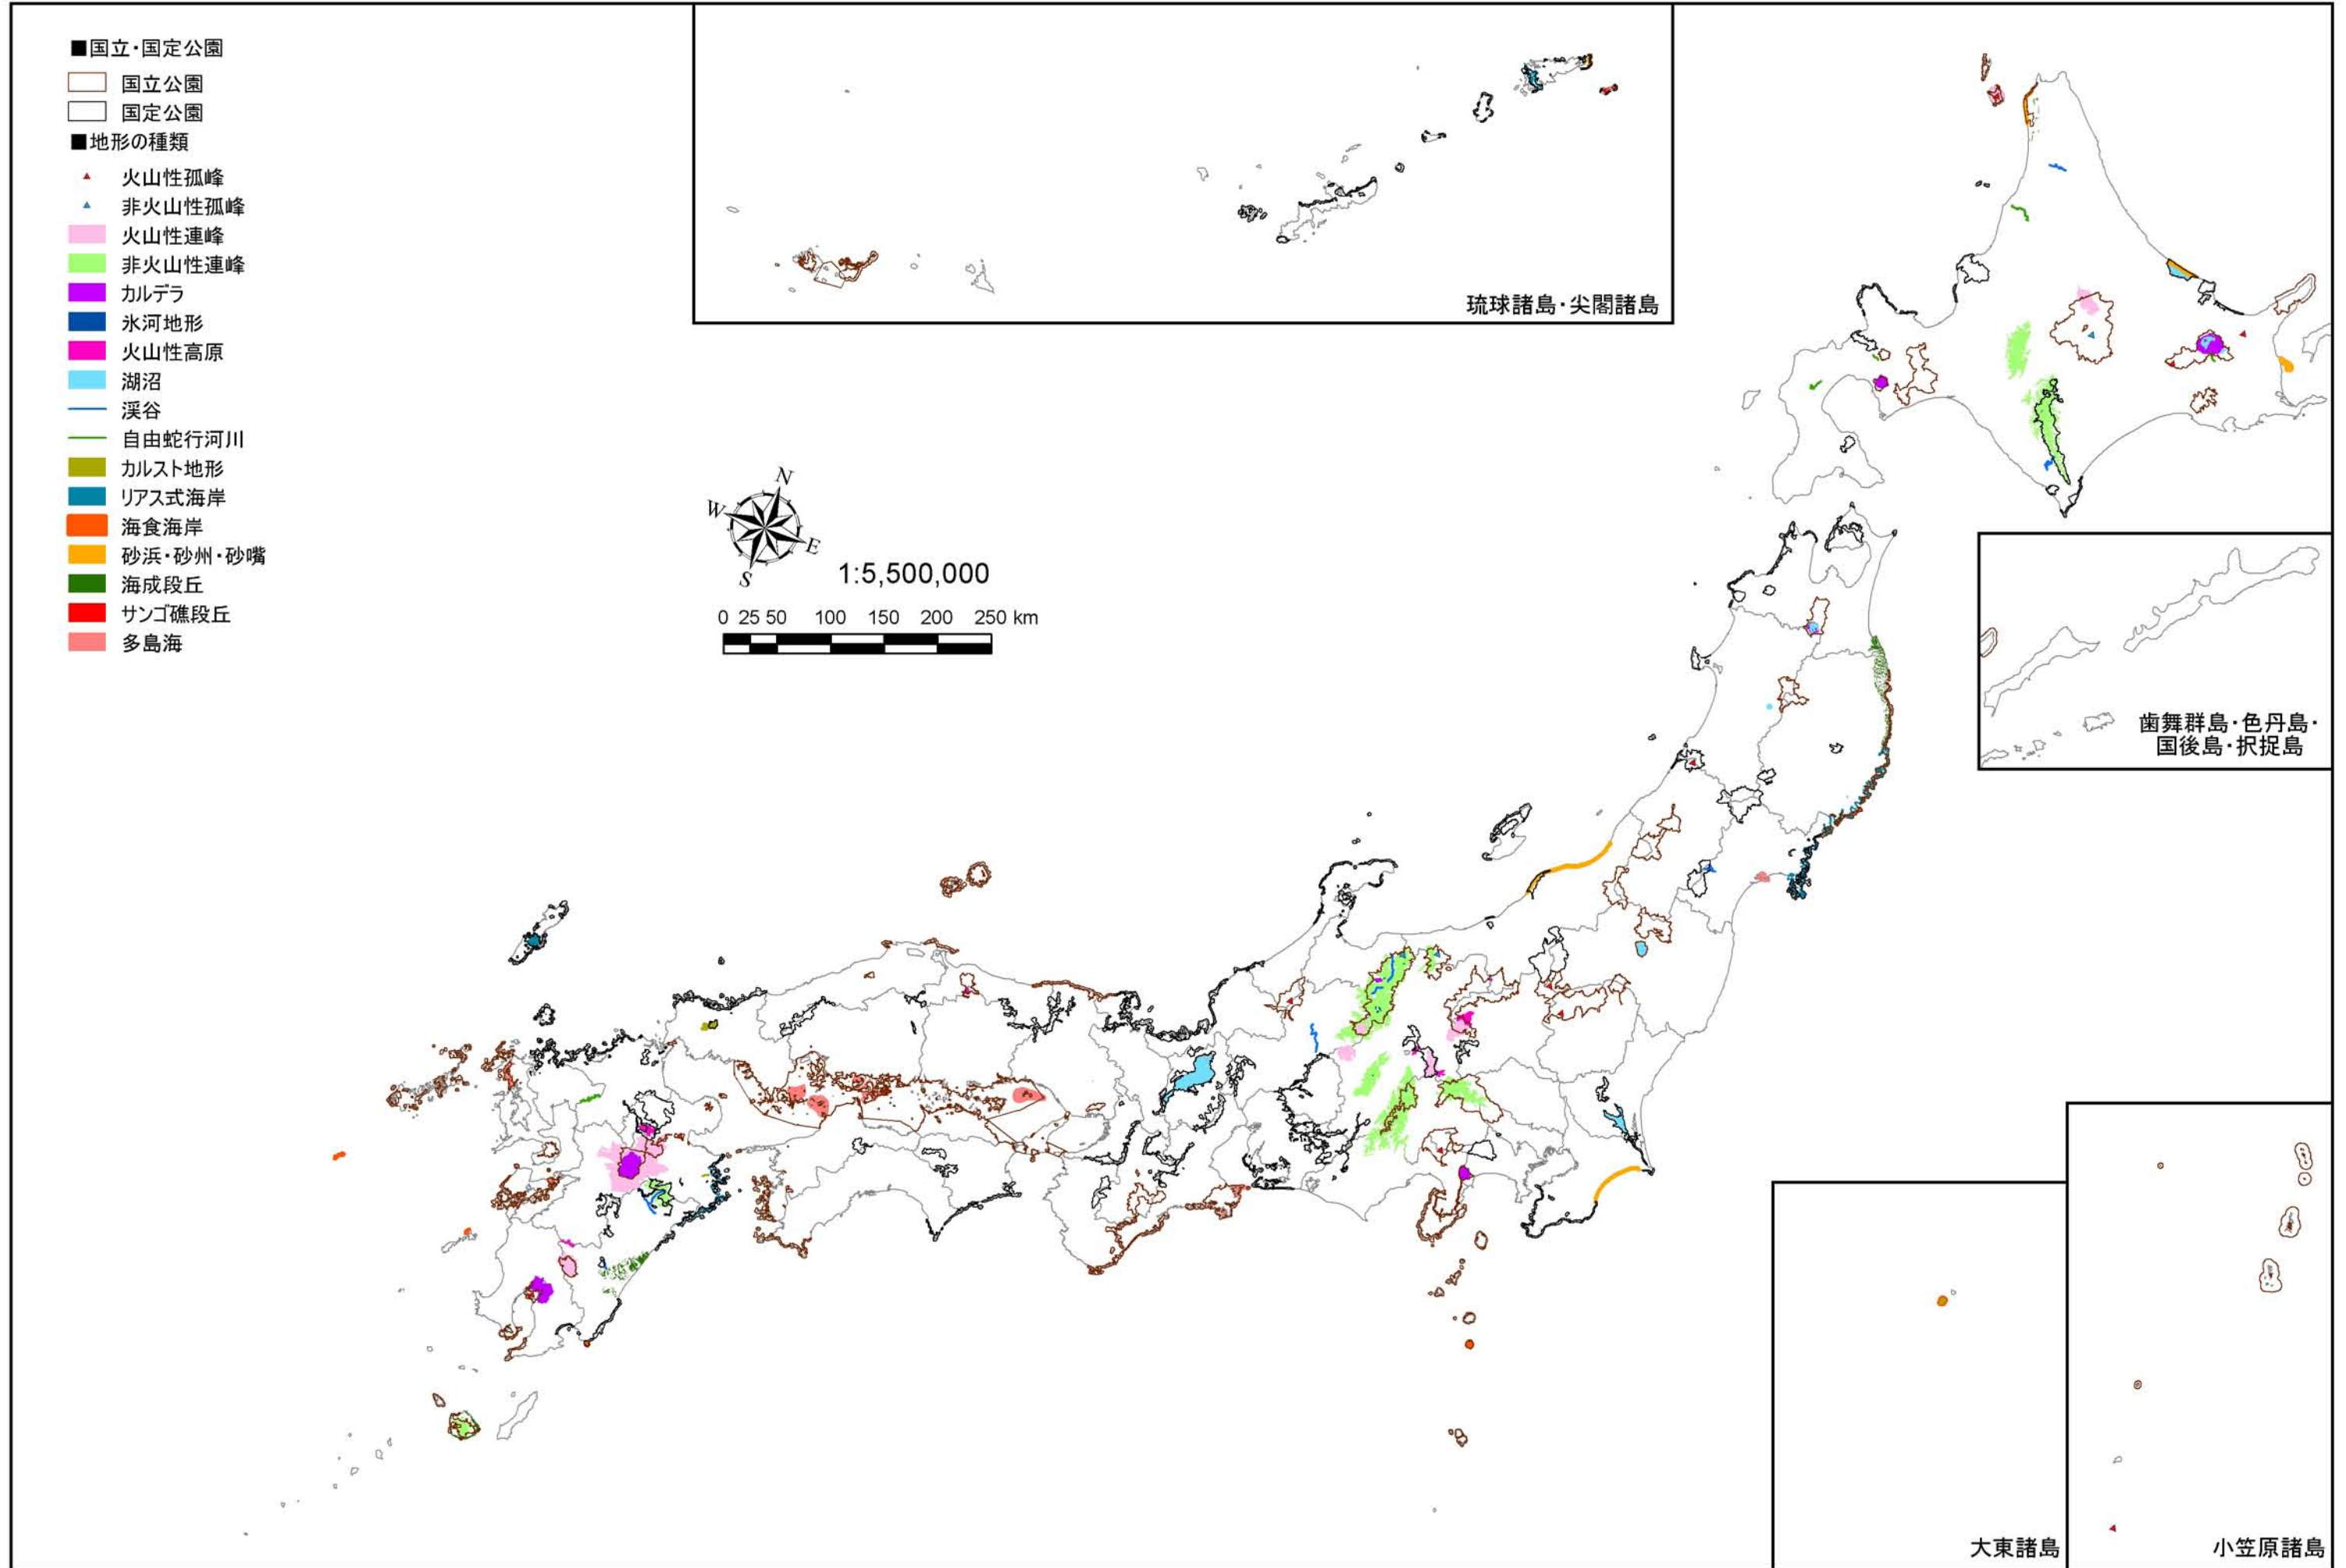 ■国立・国定公園
国立公園
国定公園
■地形の種類
火山性孤峰
非火山性孤峰
火山性連峰
非火山性連峰
カルデラ
氷河地形
火山性高原
湖沼
渓谷
自由蛇行河川
カルスト地形
リアス式海岸
海食海岸
砂浜・砂州・砂嘴
海成段丘
サンゴ礁段丘
多島海
琉球諸島・尖閣諸島
N
W
E
S
1:5,500,000
0 25 50 100 150 200 250 km
歯舞群島・色丹島・
国後島・択捉島
大東諸島
小笠原諸島